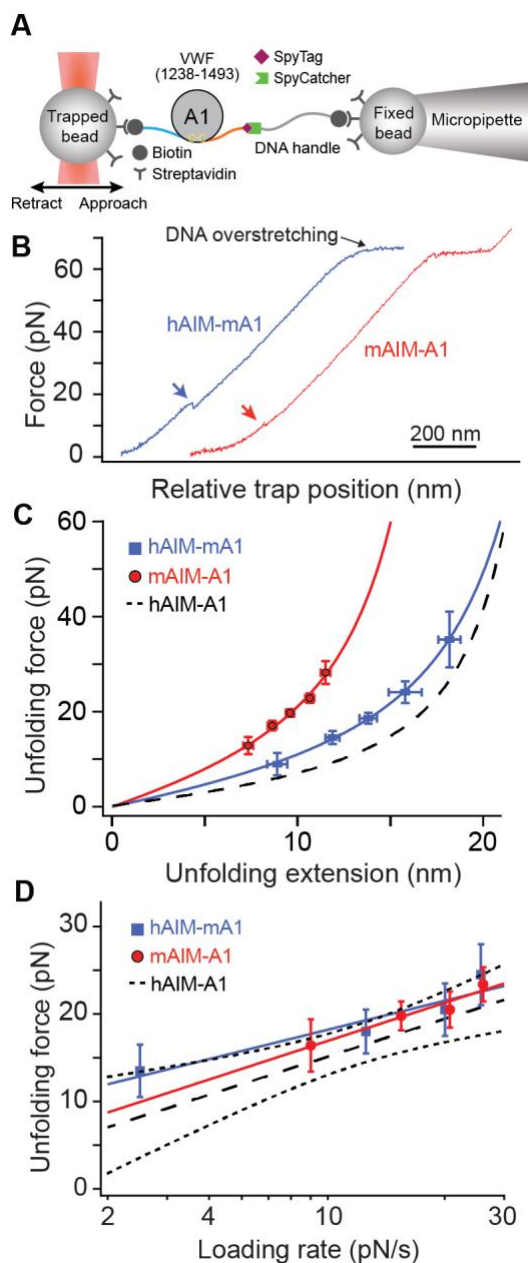 A
VWF
(1238-1493)
SpyTag
SpyCatcher
Trapped
bead
A1
C-C
Fixed
bead
Micropipette
Biotin
DNA handle
Streptavidin
Retract Approach
B
DNA overstretching
60
40
20
0
Force (pN)
hAIM-mA1
mAIM-A1
200 nm
Relative trap position (nm)
C
60
40
20
0
Unfolding force (pN)
hAIM-mA1
mAIM-A1
hAIM-A1
0 10 20
Unfolding extension (nm)
D
30
20
10
0
Unfolding force (pN)
hAIM-mA1
mAIM-A1
hAIM-A1
2 4 10 30
Loading rate (pN/s)